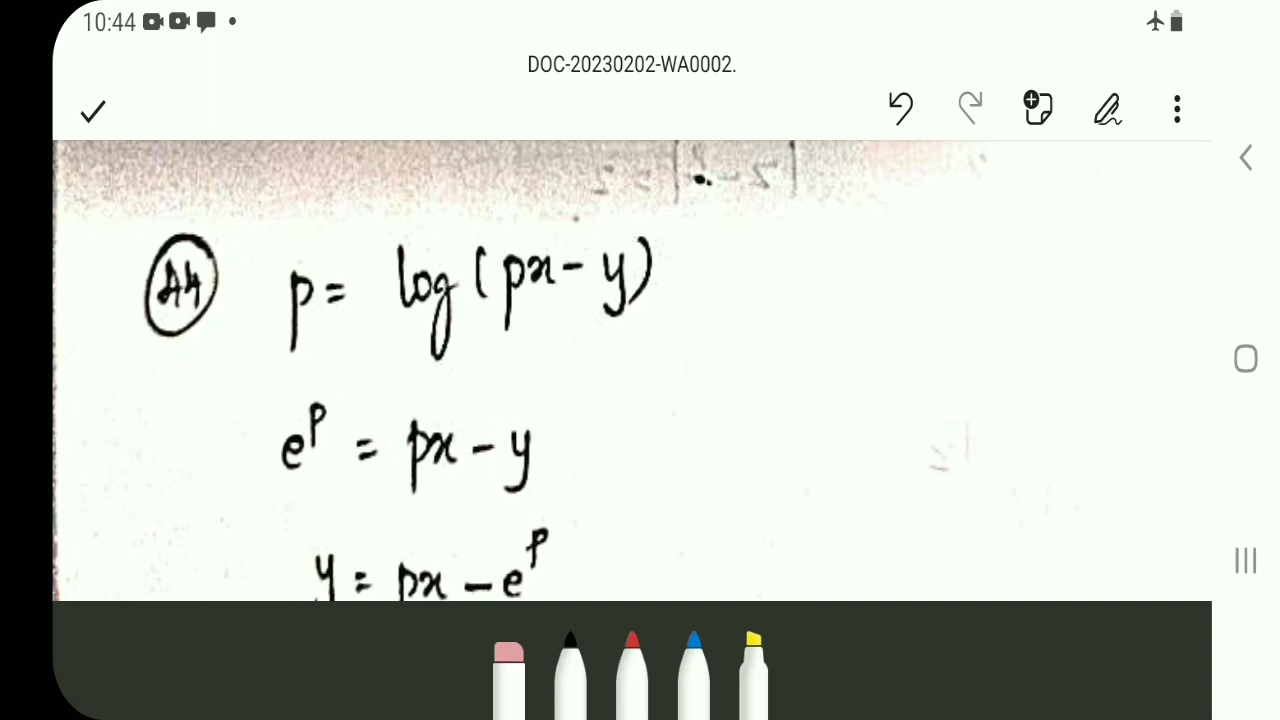 10:44
DOC-20230202-WA0002.
A4 p = log(px - y)
e^p = px - y
y = px - e^p